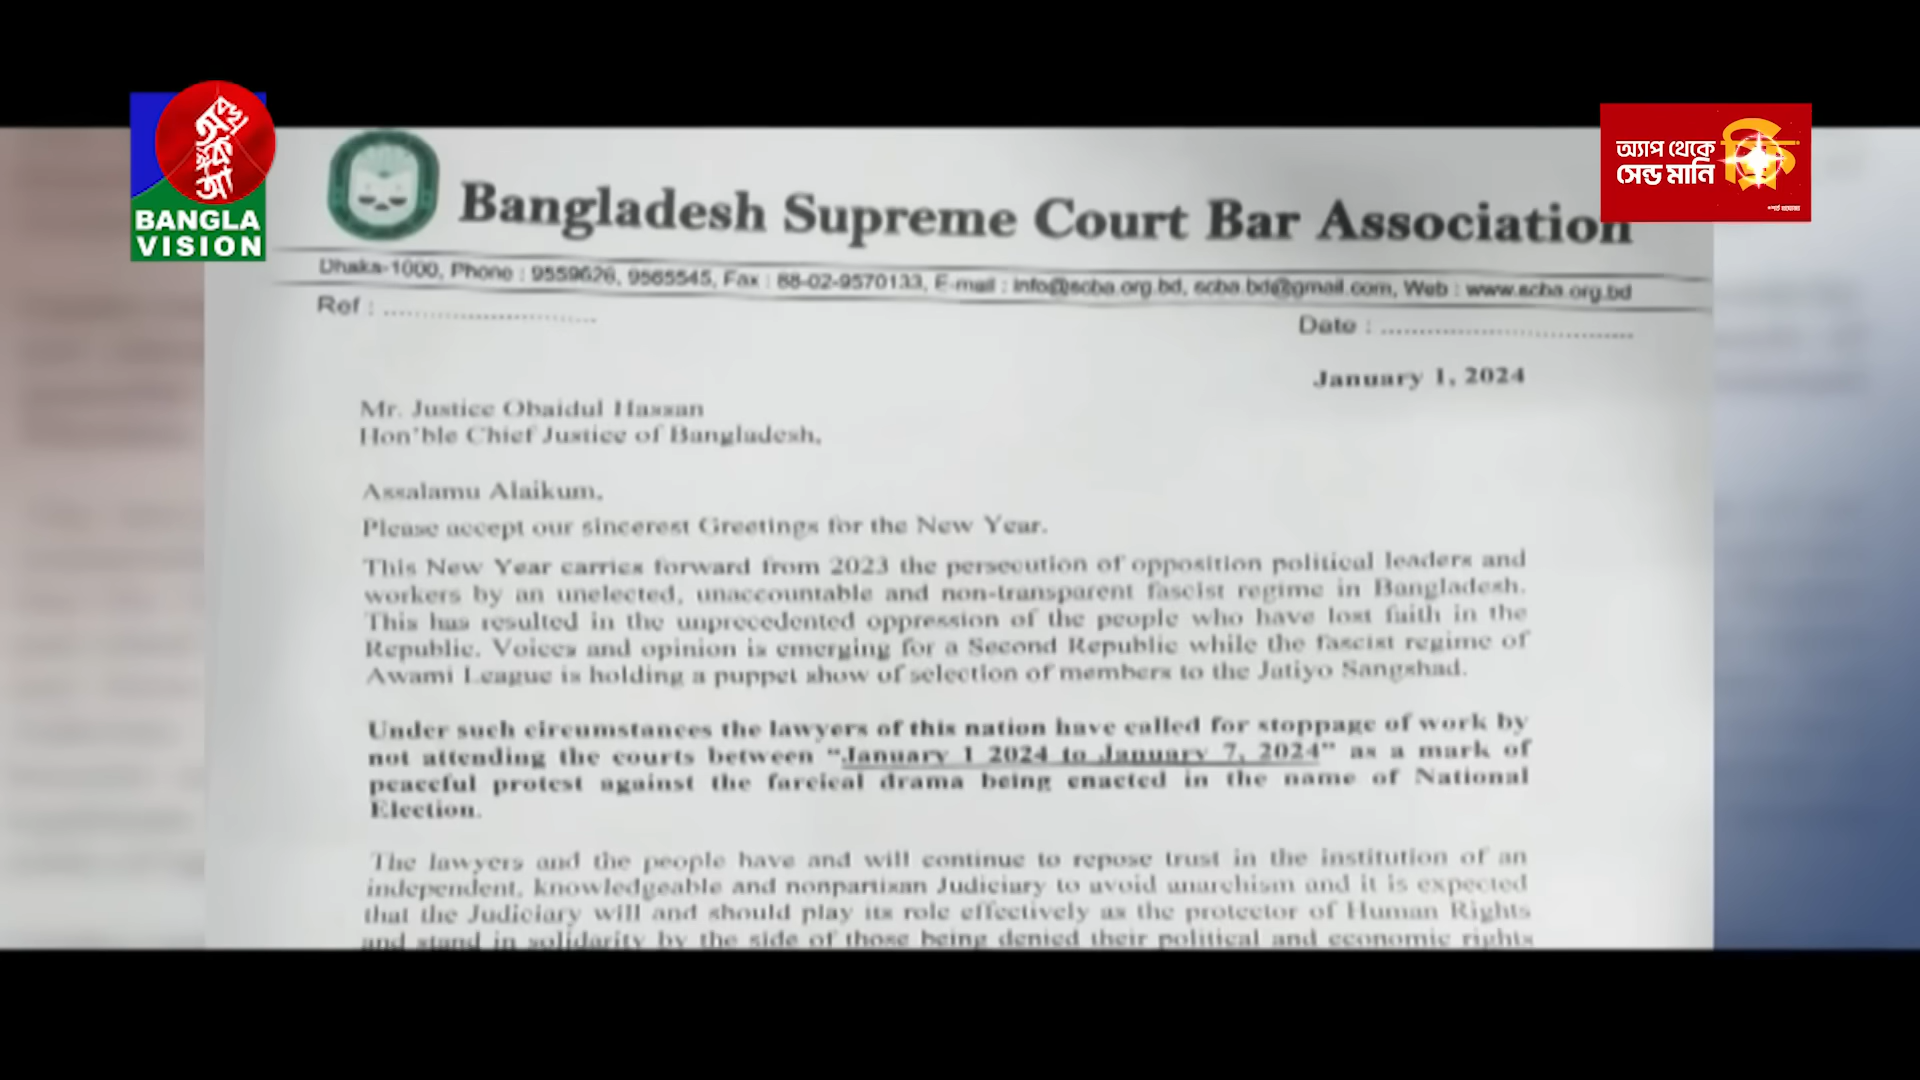 BANGLA
VISION
অ্যাপ থেকে
সেন্ড মানি
ফ্রি
Bangladesh Supreme Court Bar Association
Dhaka-1000, Phone : 9559626, 9565545, Fax : 88-02-9570133, E-mail : info@scba.org.bd, scba.bd@gmail.com, Web : www.scba.org.bd
Ref : ..............................
Date : ..................................
January 1, 2024
Mr. Justice Obaidul Hassan
Hon'ble Chief Justice of Bangladesh,
Assalamu Alaikum,
Please accept our sincerest Greetings for the New Year.
This New Year carries forward from 2023 the persecution of opposition political leaders and
workers by an unelected, unaccountable and non-transparent fascist regime in Bangladesh.
This has resulted in the unprecedented oppression of the people who have lost faith in the
Republic. Voices and opinion is emerging for a Second Republic while the fascist regime of
Awami League is holding a puppet show of selection of members to the Jatiyo Sangshad.
Under such circumstances the lawyers of this nation have called for stoppage of work by
not attending the courts between “January 1 2024 to January 7, 2024” as a mark of
peaceful protest against the farcical drama being enacted in the name of National
Election.
The lawyers and the people have and will continue to repose trust in the institution of an
independent, knowledgeable and nonpartisan Judiciary to avoid anarchism and it is expected
that the Judiciary will and should play its role effectively as the protector of Human Rights
and stand in solidarity by the side of those being denied their political and economic rights